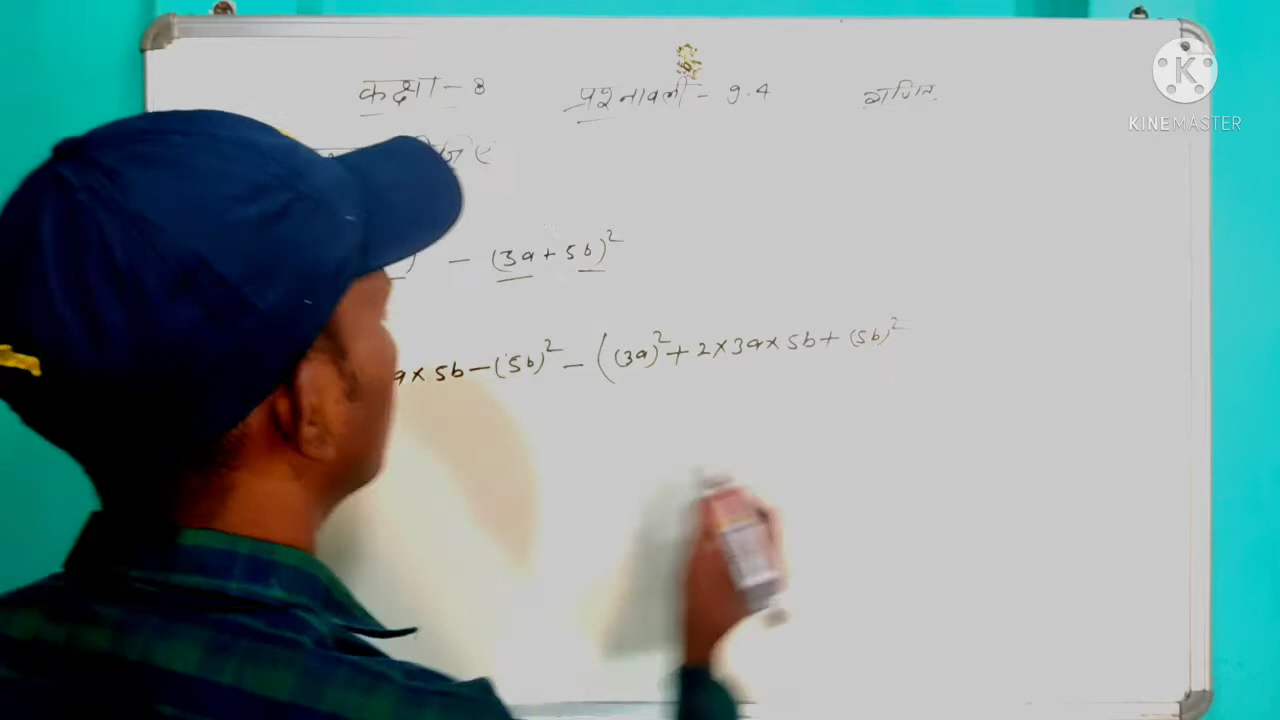 कक्षा - 8 प्रश्नावली - 9.4 गणित
KINEMASTER
) - (3a + 5b)²
a × 5b - (5b)² - ((3a)² + 2 × 3a × 5b + (5b)²